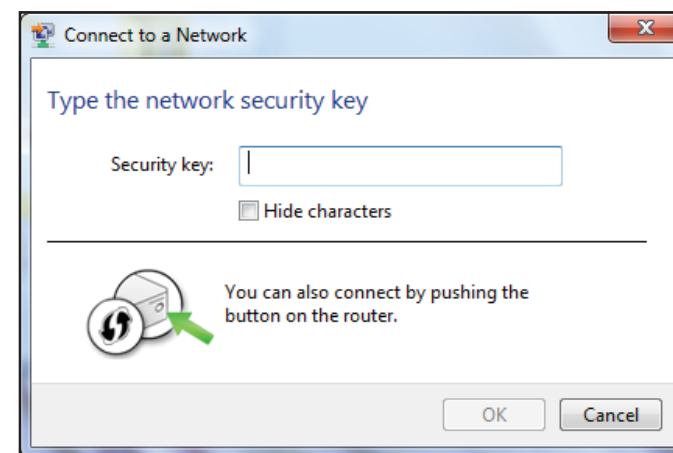 Connect to a Network
Type the network security key
Security key:
Hide characters
You can also connect by pushing the
button on the router.
OK Cancel